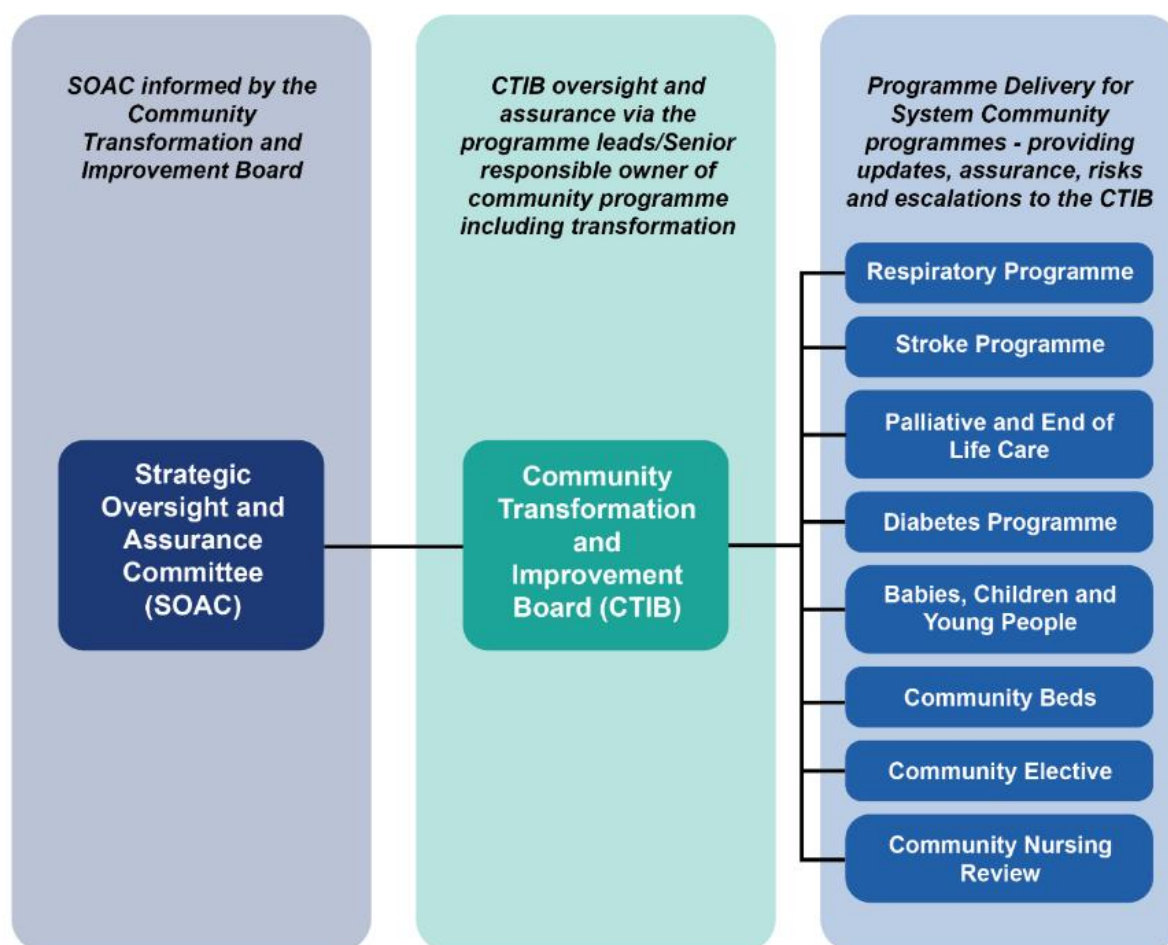 SOAC informed by the
Community
Transformation and
Improvement Board
Strategic
Oversight and
Assurance
Committee
(SOAC)
CTIB oversight and
assurance via the
programme leads/Senior
responsible owner of
community programme
including transformation
Community
Transformation
and
Improvement
Board (CTIB)
Programme Delivery for
System Community
programmes - providing
updates, assurance, risks
and escalations to the CTIB
Respiratory Programme
Stroke Programme
Palliative and End of
Life Care
Diabetes Programme
Babies, Children and
Young People
Community Beds
Community Elective
Community Nursing
Review